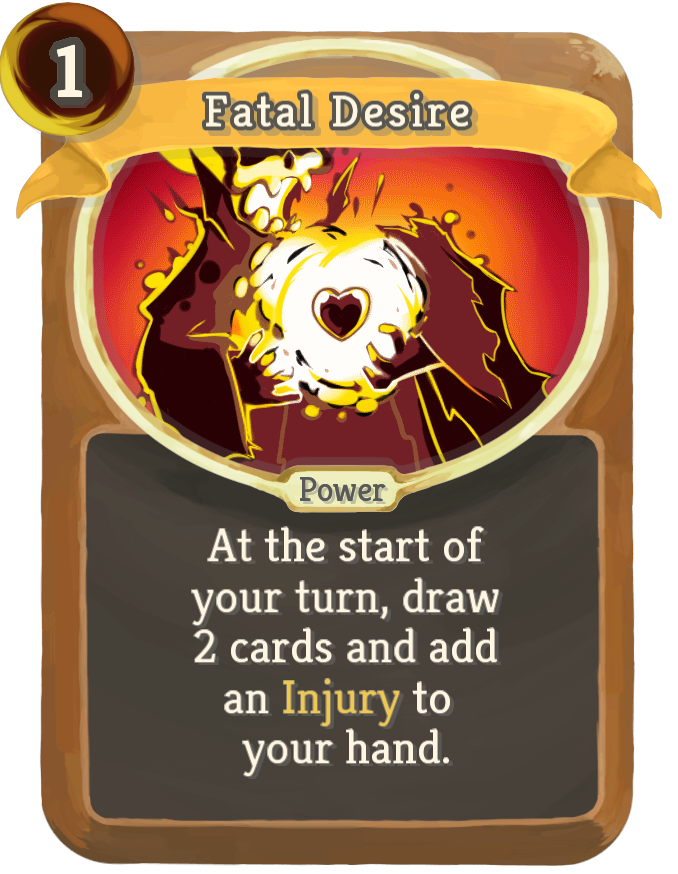 1
Fatal Desire
Power
At the start of
your turn, draw
2 cards and add
an Injury to
your hand.